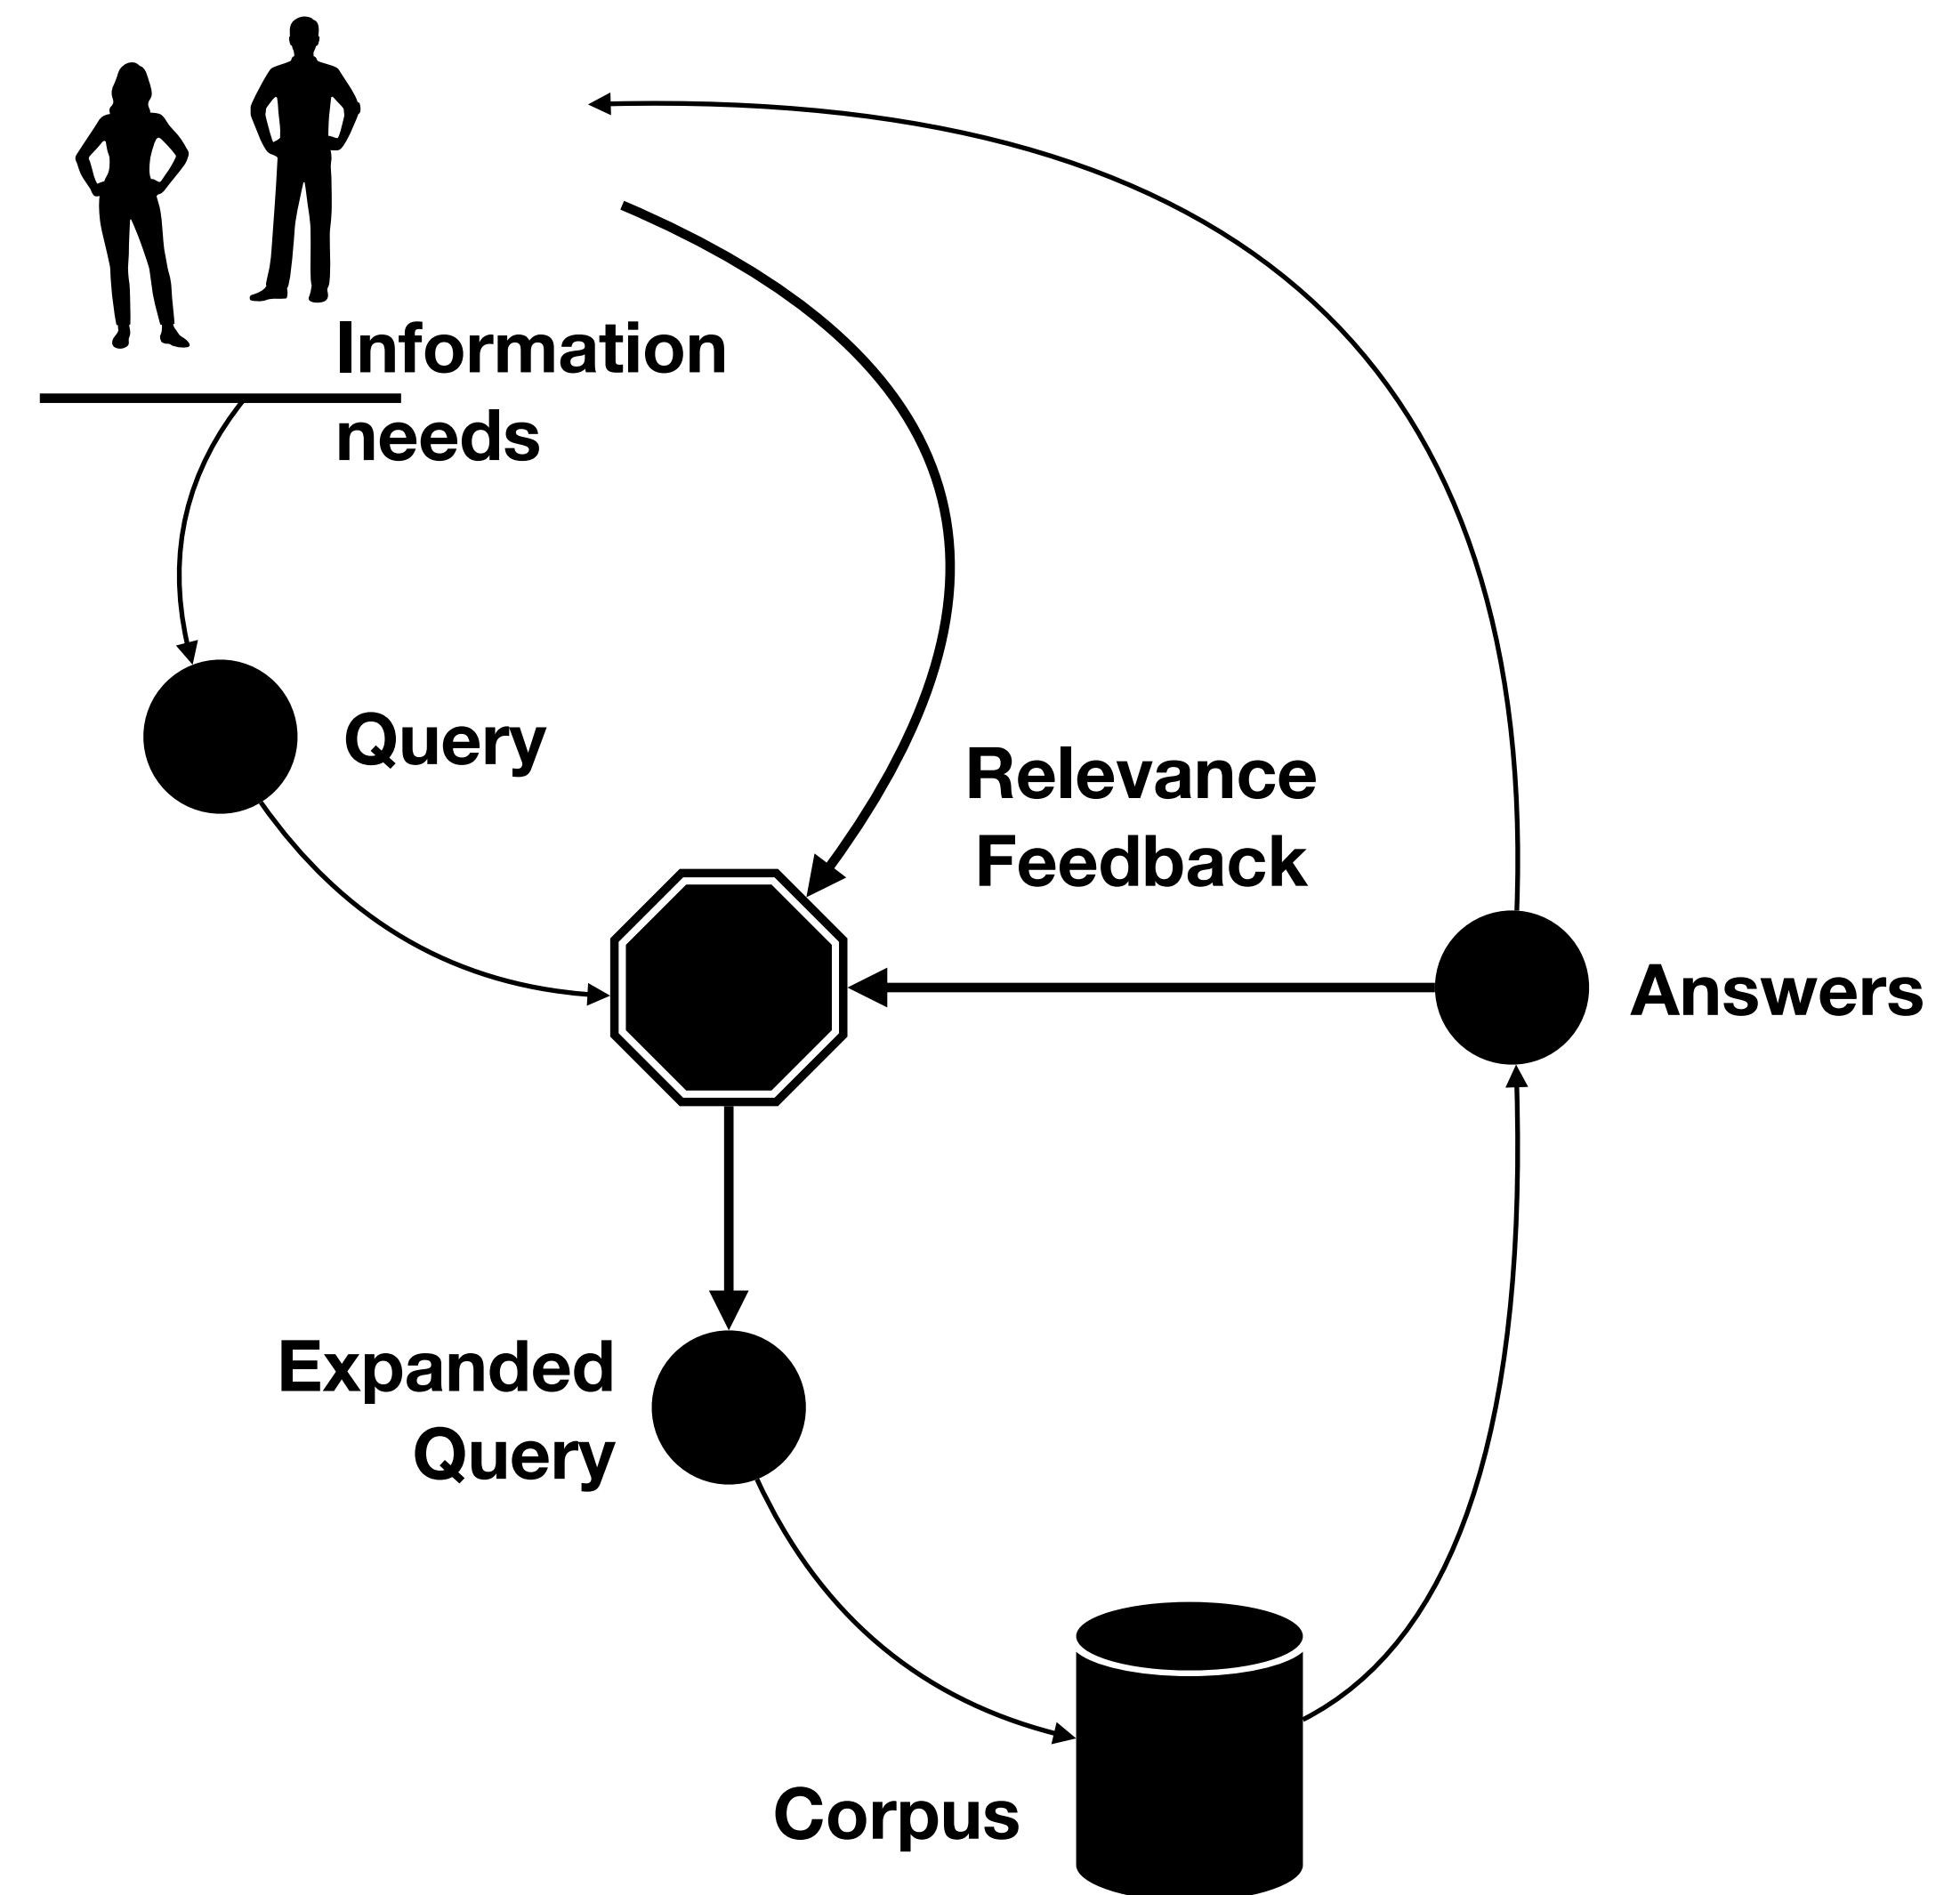 Information
needs
Query
Relevance
Feedback
Answers
Expanded
Query
Corpus